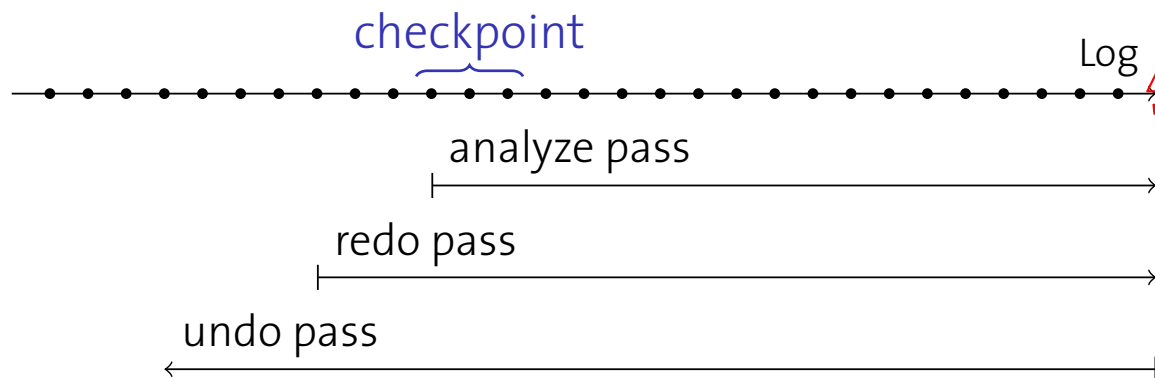 checkpoint
Log
analyze pass
redo pass
undo pass